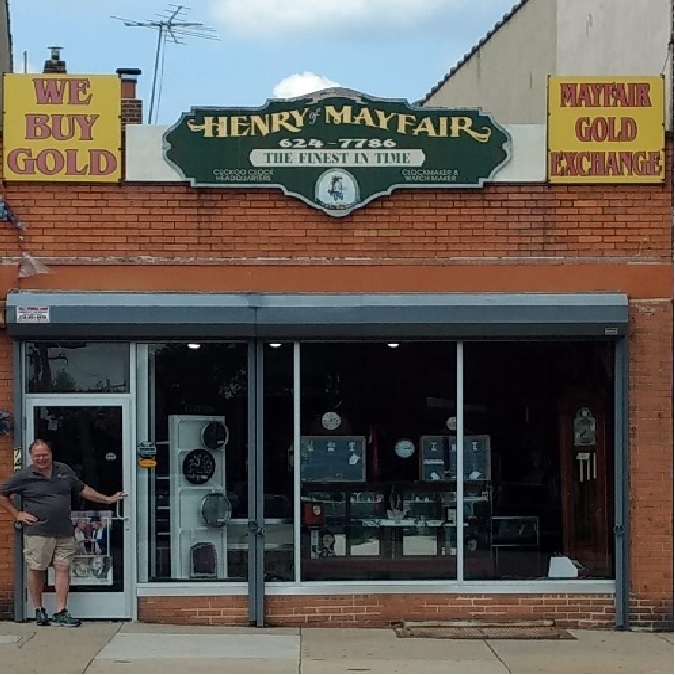 WE
BUY
GOLD
HENRY of MAYFAIR
624-7786
THE FINEST IN TIME
CUCKOO CLOCK
HEADQUARTERS
CLOCKMAKER &
WATCHMAKER
MAYFAIR
GOLD
EXCHANGE